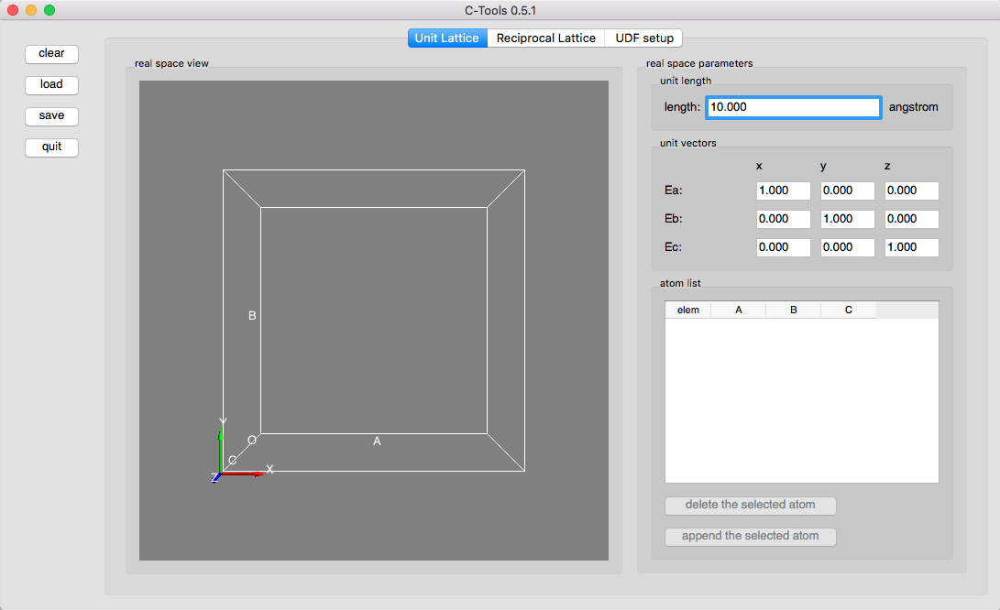 C-Tools 0.5.1
Unit Lattice Reciprocal Lattice UDF setup
clear
load
save
quit
real space view
B
Y
O
A
C
X
Z
real space parameters
unit length
length: 10.000 angstrom
unit vectors
x y z
Ea: 1.000 0.000 0.000
Eb: 0.000 1.000 0.000
Ec: 0.000 0.000 1.000
atom list
elem A B C
delete the selected atom
append the selected atom